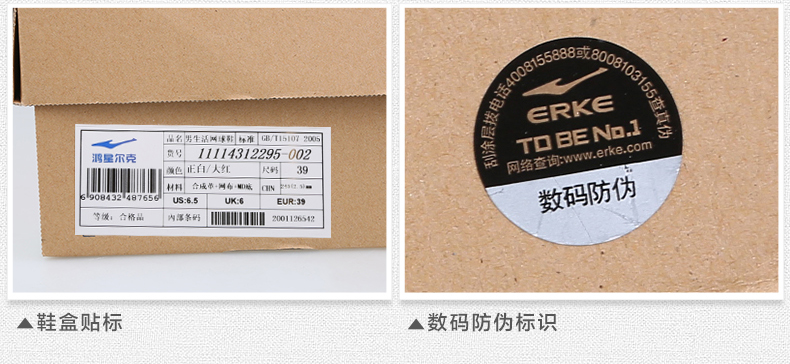 鸿星尔克
品名 男生活网球鞋 标准 GB/T15107 2005
货号 11114312295-002
颜色 正白/大红 尺码 39
材料 合成革+网布+MD底 CHN
US:6.5 UK:6 EUR:39
6 908432 487656
等级: 合格品 内部条码 2001126542
刮涂层拨电话4008155888或8008103155查真伪
ERKE
TO BE No.1
网络查询:www.erke.com
数码防伪
▲鞋盒贴标
▲数码防伪标识